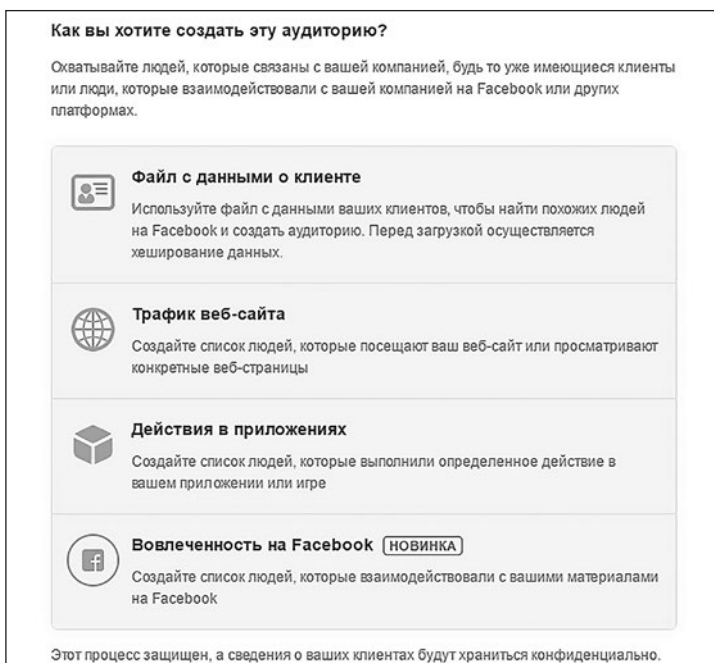 Как вы хотите создать эту аудиторию?
Охватывайте людей, которые связаны с вашей компанией, будь то уже имеющиеся клиенты
или люди, которые взаимодействовали с вашей компанией на Facebook или других
платформах.
Файл с данными о клиенте
Используйте файл с данными ваших клиентов, чтобы найти похожих людей
на Facebook и создать аудиторию. Перед загрузкой осуществляется
хеширование данных.
Трафик веб-сайта
Создайте список людей, которые посещают ваш веб-сайт или просматривают
конкретные веб-страницы
Действия в приложениях
Создайте список людей, которые выполнили определенное действие в
вашем приложении или игре
Вовлеченность на Facebook НОВИНКА
Создайте список людей, которые взаимодействовали с вашими материалами
на Facebook
Этот процесс защищен, а сведения о ваших клиентах будут храниться конфиденциально.